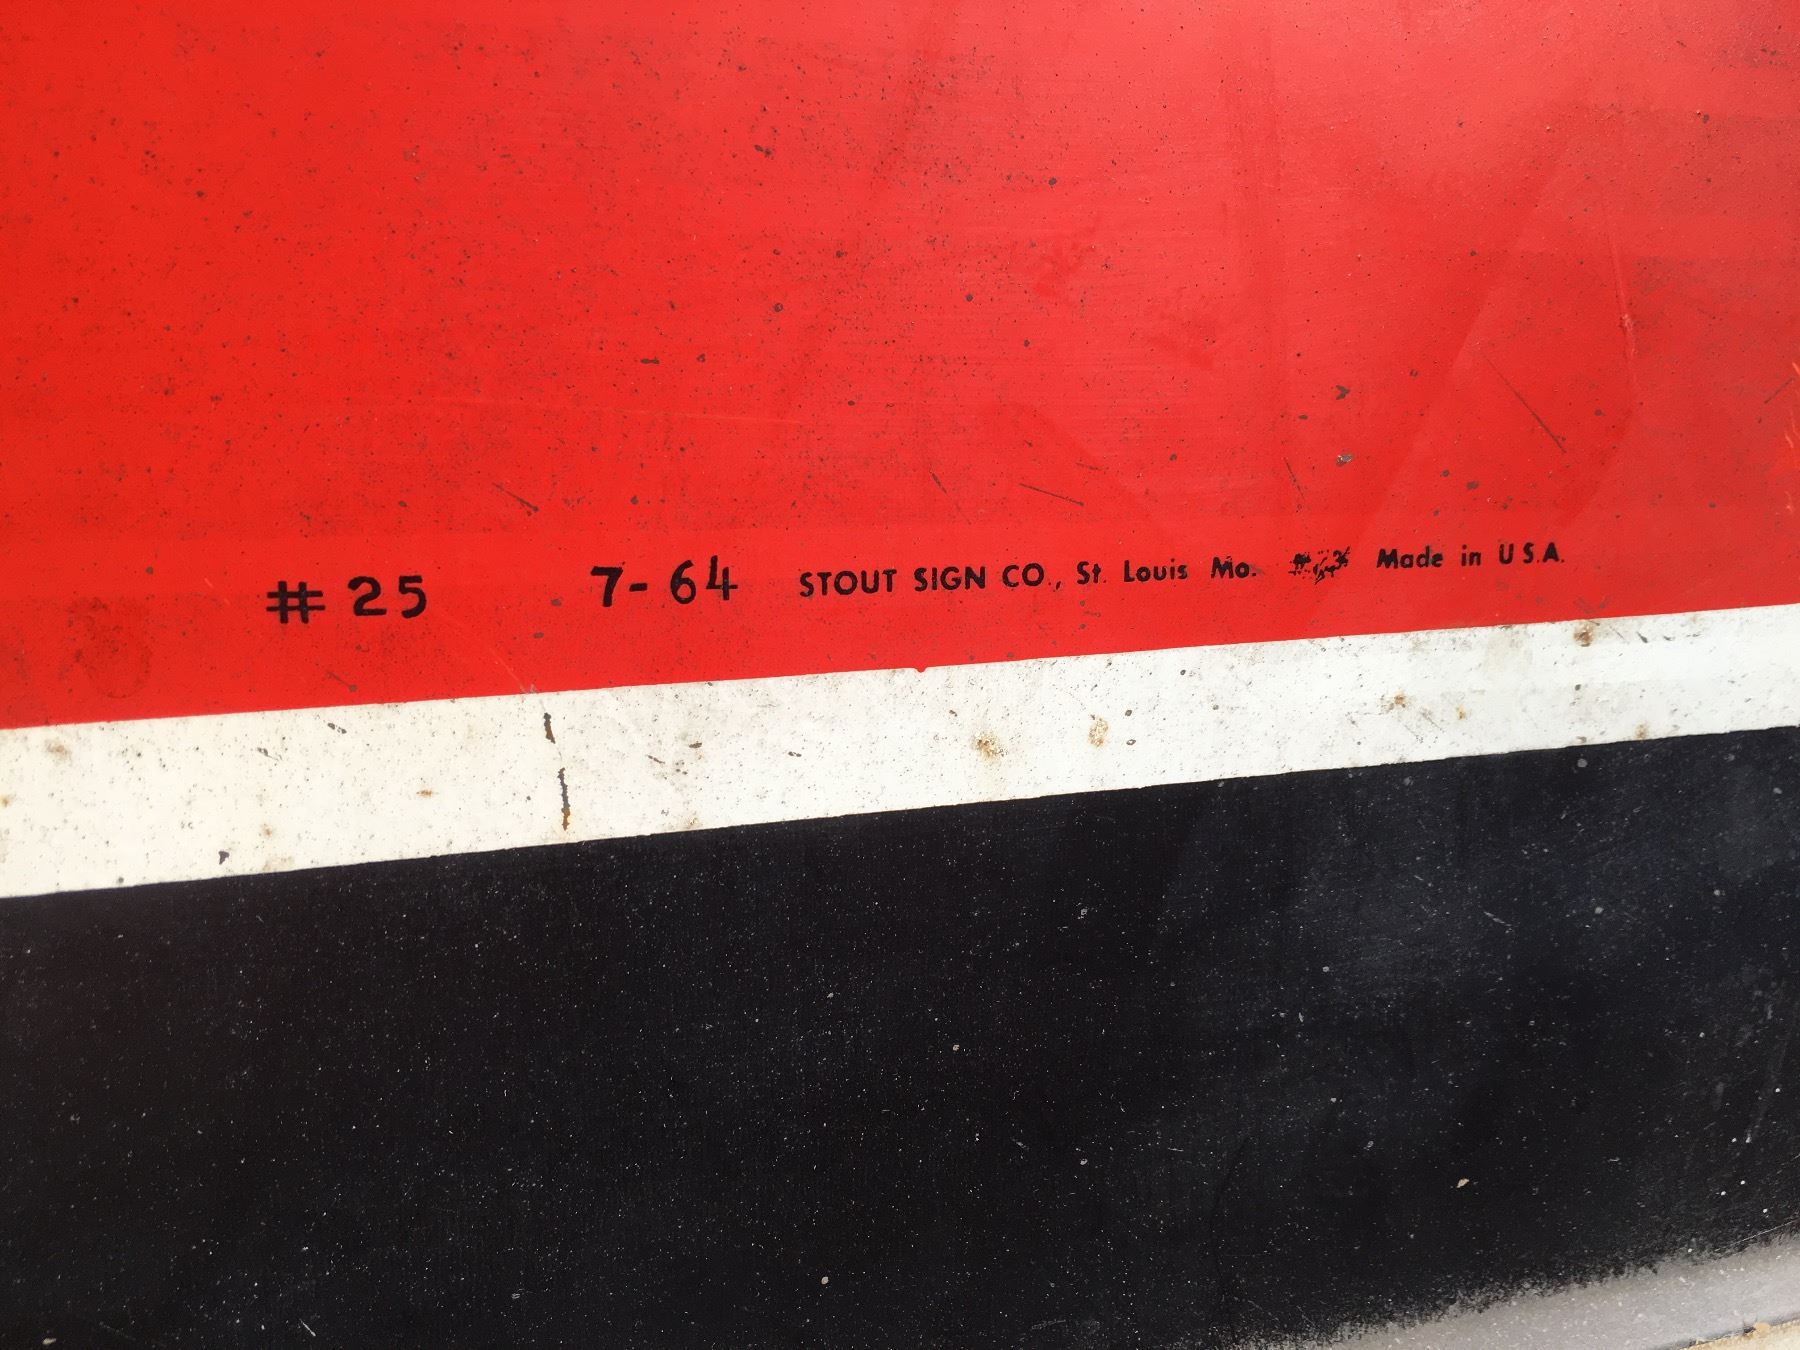 # 25 7-64 STOUT SIGN CO., St. Louis Mo. Made in U.S.A.